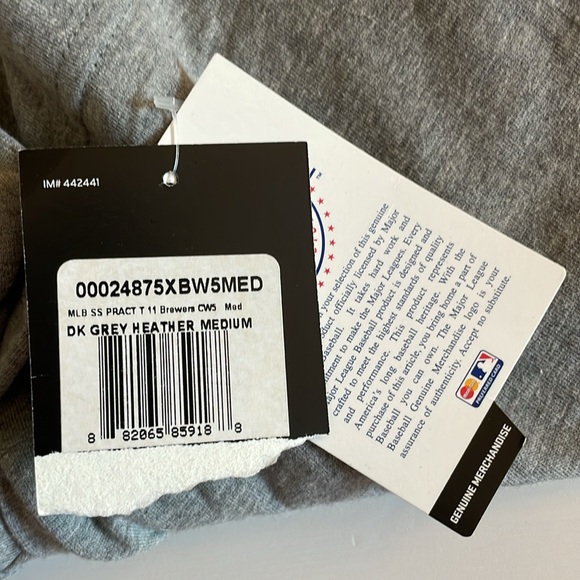 IM# 442441
00024875XBW5MED
MLB SS PRACT T 11 Brewers CW5 Med
DK GREY HEATHER MEDIUM
8 82065 85918 8
TM
your selection of this genuine
product officially licensed by Major
Baseball. It takes hard work and
to make the Major Leagues. Every
Major League Baseball product is designed and
crafted to meet the highest standards of quality
and performance. This product represents
America's long baseball heritage. With the
purchase of this article, you bring home a part of
Baseball you can own. The Major League
Baseball Genuine Merchandise logo is your
assurance of authenticity. Accept no substitute.
GENUINE MERCHANDISE